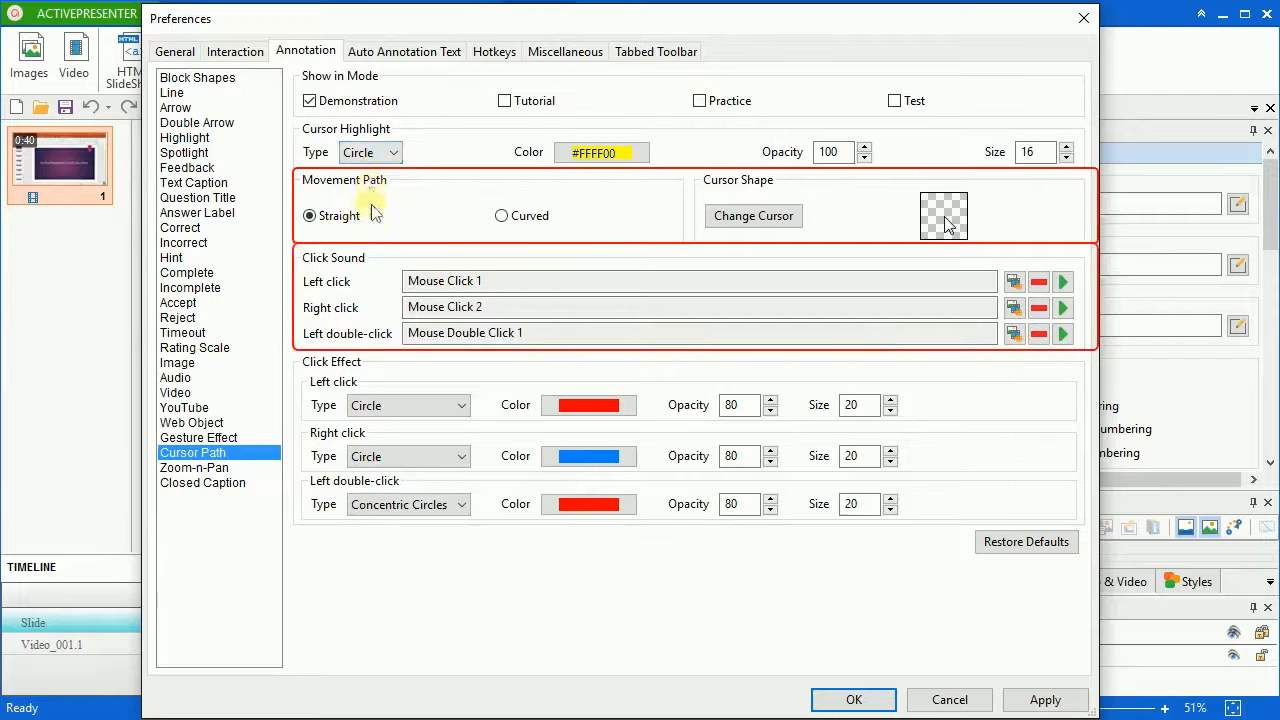 ACTIVEPRESENTER
Preferences
Images
Video
HTM
SlideSh
General
Interaction
Annotation
Auto Annotation Text
Hotkeys
Miscellaneous
Tabbed Toolbar
0:40
1
Block Shapes
Line
Arrow
Double Arrow
Highlight
Spotlight
Feedback
Text Caption
Question Title
Answer Label
Correct
Incorrect
Hint
Complete
Incomplete
Accept
Reject
Timeout
Rating Scale
Image
Audio
Video
YouTube
Web Object
Gesture Effect
Cursor Path
Zoom-n-Pan
Closed Caption
Show in Mode
Demonstration Tutorial Practice Test
Cursor Highlight
Type Circle Color #FFFF00 Opacity 100 Size 16
Movement Path
Straight Curved
Cursor Shape
Change Cursor
Click Sound
Left click Mouse Click 1
Right click Mouse Click 2
Left double-click Mouse Double Click 1
Click Effect
Left click
Type Circle Color Opacity 80 Size 20
Right click
Type Circle Color Opacity 80 Size 20
Left double-click
Type Concentric Circles Color Opacity 80 Size 20
Restore Defaults
OK Cancel Apply
ering
umbering
mbering
& Video
Styles
TIMELINE
Slide
Video_001.1
Ready
51%